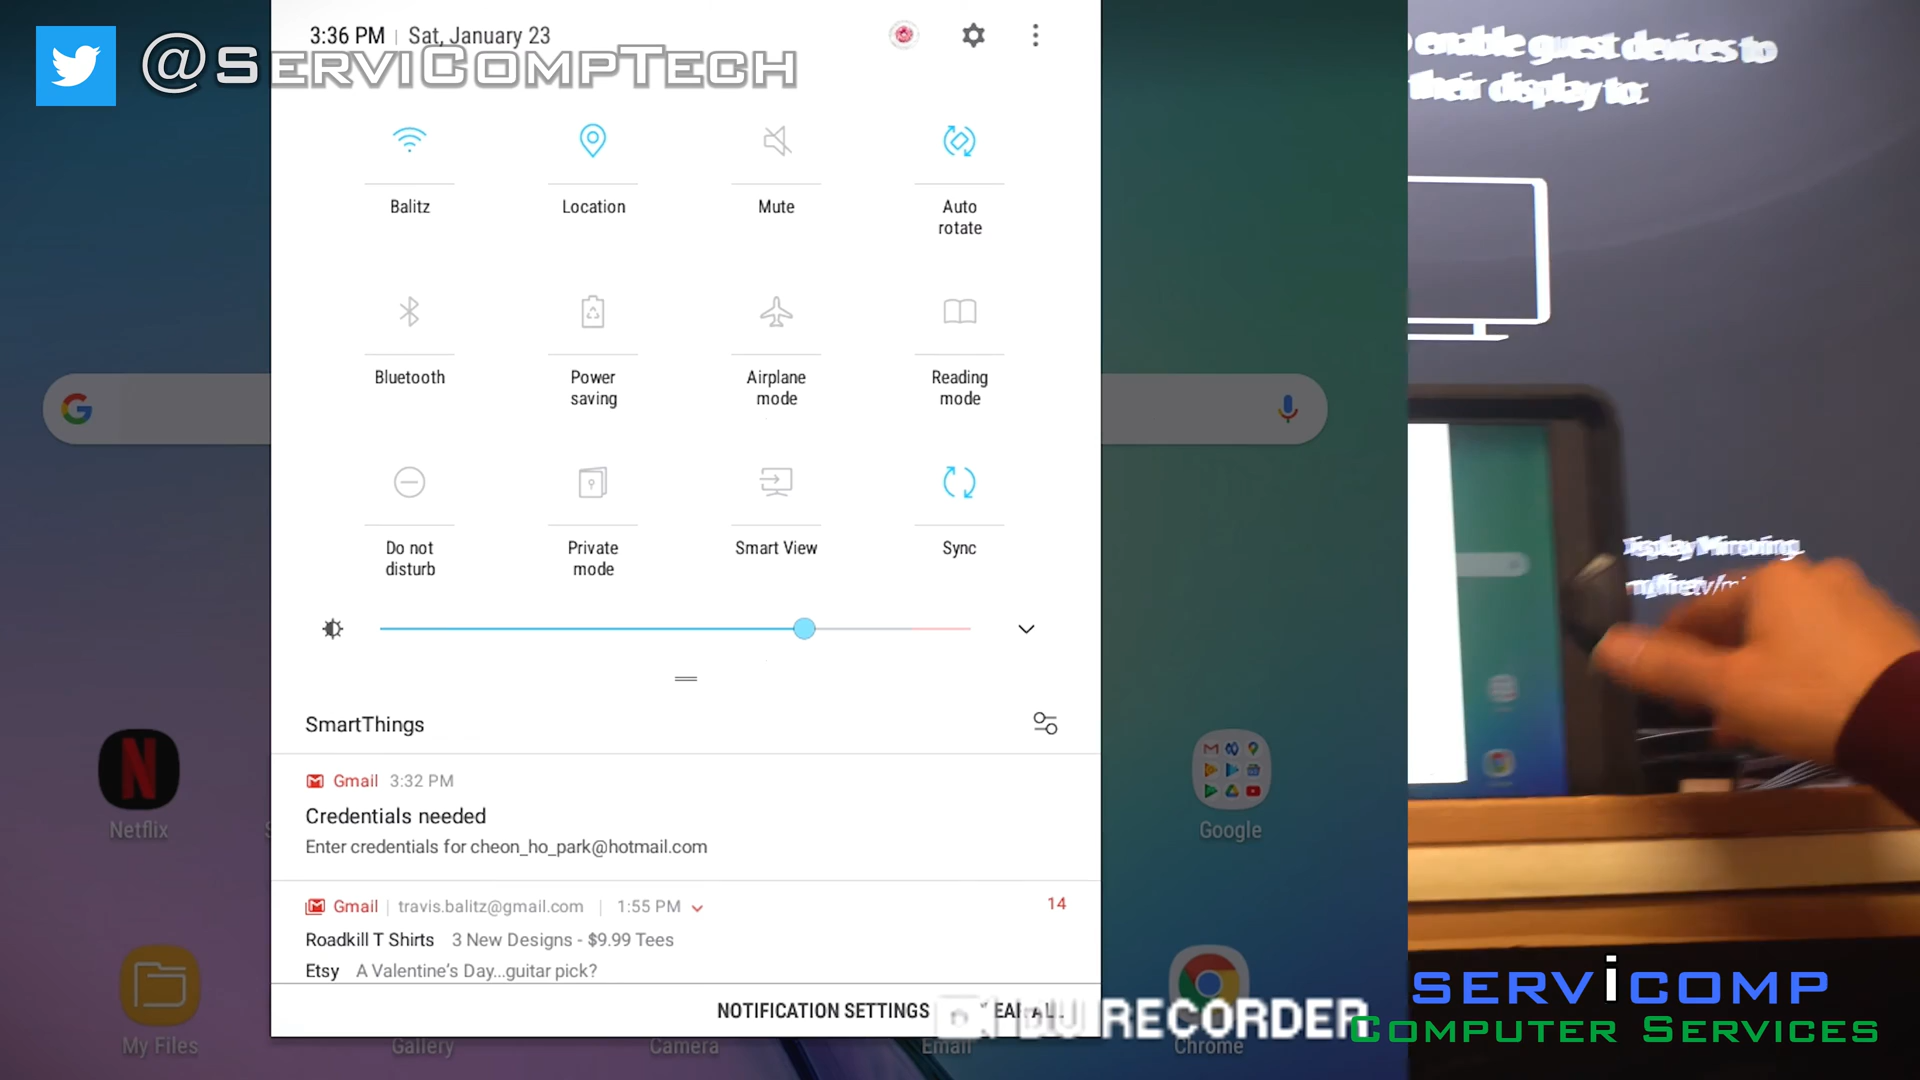 @ServiCompTech
3:36 PM | Sat, January 23
Balitz
Location
Mute
Auto
rotate
Bluetooth
Power
saving
Airplane
mode
Reading
mode
Do not
disturb
Private
mode
Smart View
Sync
SmartThings
Gmail 3:32 PM
Credentials needed
Enter credentials for cheon_ho_park@hotmail.com
Gmail | travis.balitz@gmail.com | 1:55 PM
14
Roadkill T Shirts 3 New Designs - $9.99 Tees
Etsy A Valentine's Day...guitar pick?
NOTIFICATION SETTINGS
DU RECORDER
Netflix
Google
My Files
Gallery
Camera
Email
Chrome
enable guest devices to
their display to:
Display Mirroring
SERViCOMP
Computer Services